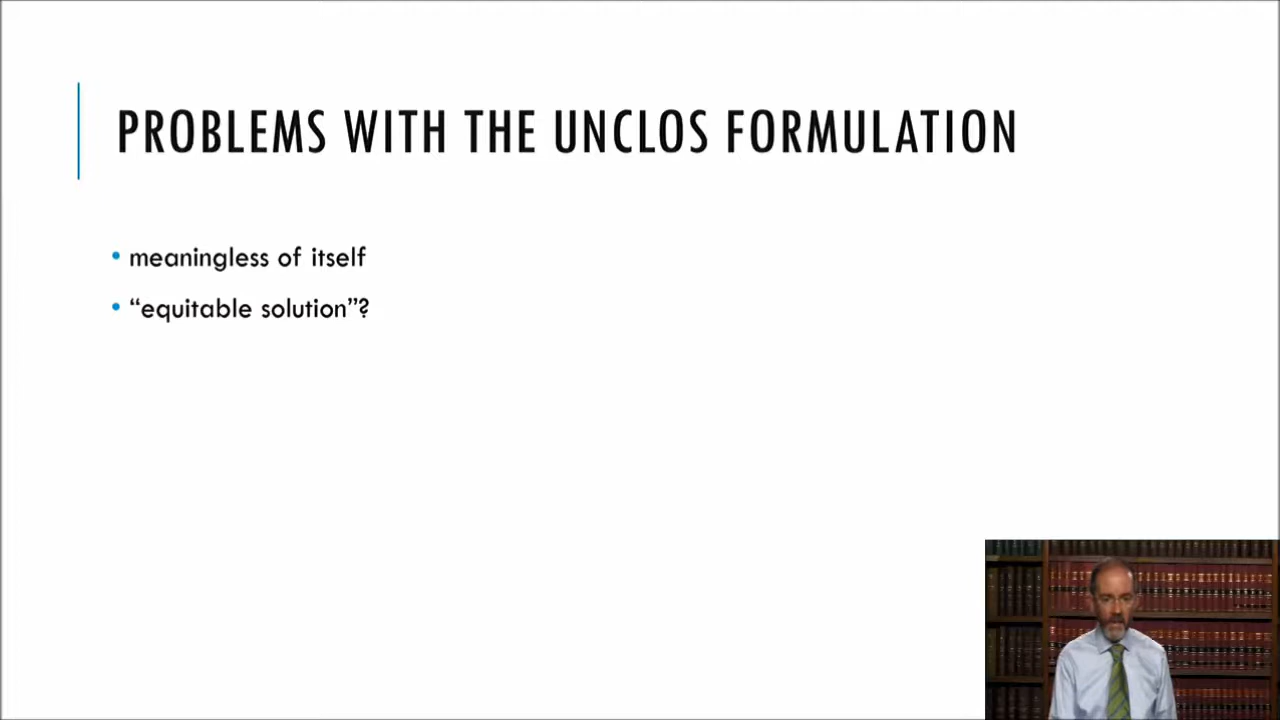 PROBLEMS WITH THE UNCLOS FORMULATION
• meaningless of itself
• “equitable solution”?